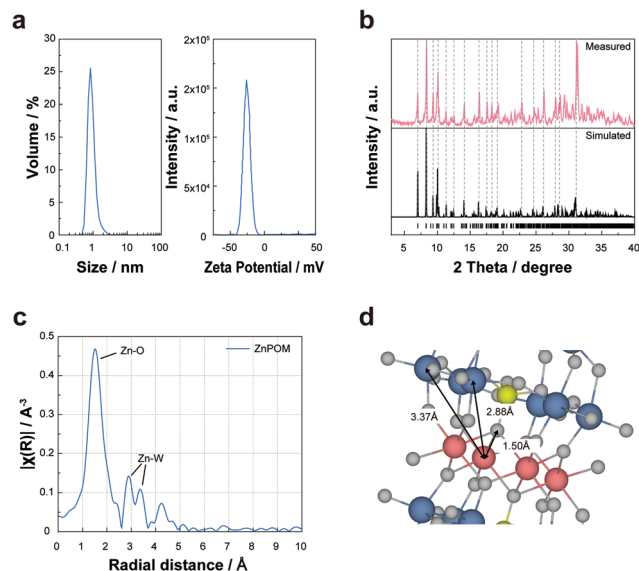 a
Volume / %
30
25
20
15
10
5
0
0.1 1 10 100
Size / nm
Intensity / a.u.
2x10⁵
2x10⁵
1x10⁵
5x10⁴
0
-50 0 50
Zeta Potential / mV
b
Intensity / a.u.
Measured
Simulated
5 10 15 20 25 30 35 40
2 Theta / degree
c
|χ(R)| / A⁻³
0.5
0.4
0.3
0.2
0.1
0
Zn-O
ZnPOM
Zn-W
0 1 2 3 4 5 6 7 8 9 10
Radial distance / Å
d
3.37Å
2.88Å
1.50Å